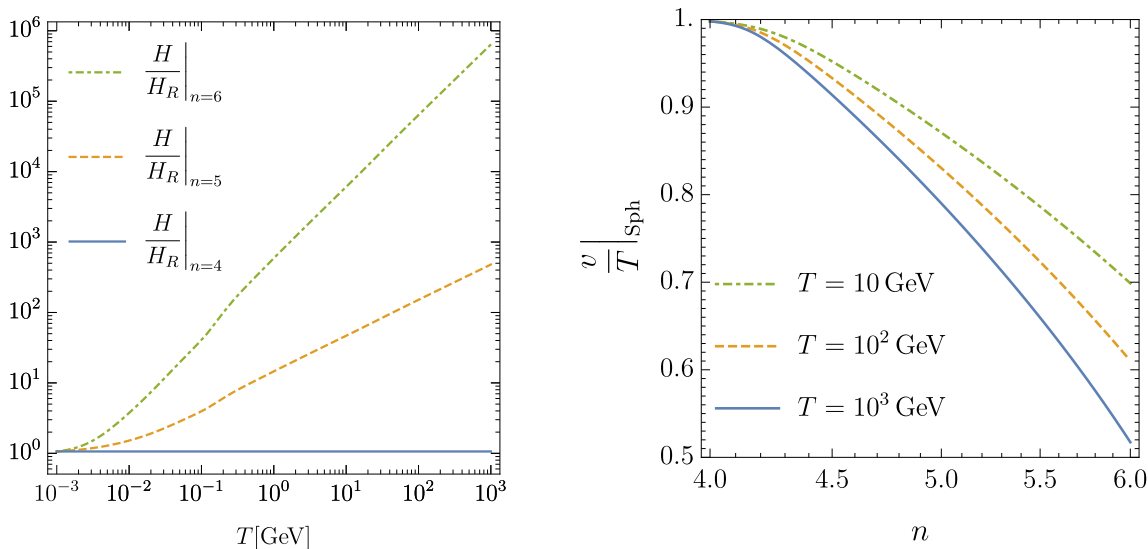 10^6
10^5
10^4
10^3
10^2
10^1
10^0
H/H_R|_{n=6}
H/H_R|_{n=5}
H/H_R|_{n=4}
10^{-3} 10^{-2} 10^{-1} 10^0 10^1 10^2 10^3
T[GeV]
1.
0.9
0.8
0.7
0.6
0.5
v/T|_{Sph}
T = 10 GeV
T = 10^2 GeV
T = 10^3 GeV
4.0 4.5 5.0 5.5 6.0
n